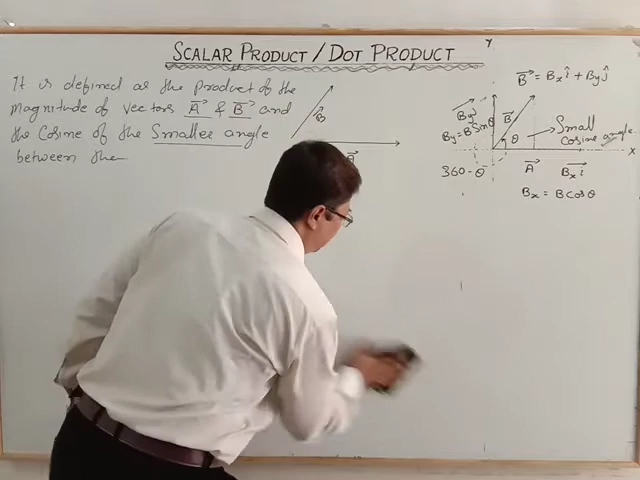 SCALAR PRODUCT / DOT PRODUCT
It is defined as the product of the
magnitude of vectors A⃗ & B⃗ and
the Cosine of the Smaller angle
between the
B⃗
A⃗
Y
B⃗ = Bx î + By ĵ
By ĵ
B⃗
By = B Sinθ
θ
Small
cosine angle
X
360 - θ
A⃗
Bx î
Bx = B cos θ